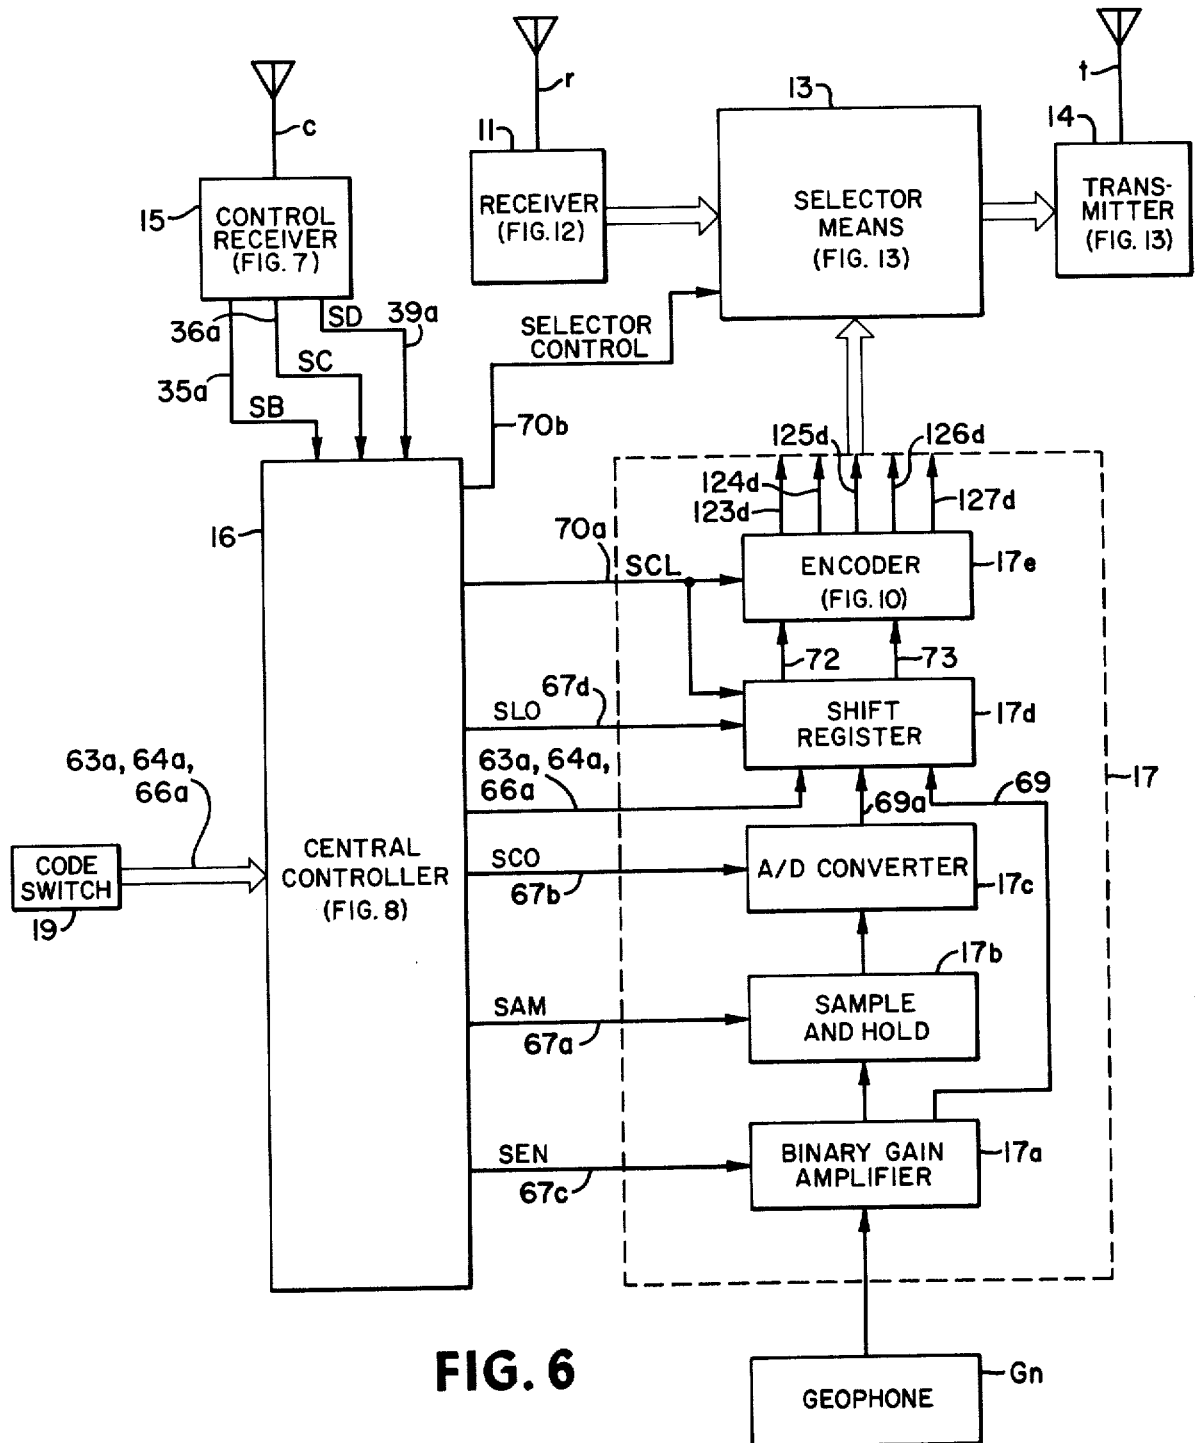 r
t
13
14
c
11
15
CONTROL
RECEIVER
(FIG. 7)
RECEIVER
(FIG. 12)
SELECTOR
MEANS
(FIG. 13)
TRANS-
MITTER
(FIG. 13)
36a
SD
39a
SC
35a
SB
SELECTOR
CONTROL
70b
125d
126d
124d
123d
127d
16
70a
SCL
ENCODER
(FIG. 10)
17e
72
73
67d
SLO
SHIFT
REGISTER
17d
63a, 64a,
66a
63a, 64a,
66a
69a
69
17
CODE
SWITCH
19
CENTRAL
CONTROLLER
(FIG. 8)
SCO
67b
A/D CONVERTER
17c
17b
SAM
67a
SAMPLE
AND HOLD
SEN
67c
BINARY GAIN
AMPLIFIER
17a
FIG. 6
GEOPHONE
Gn